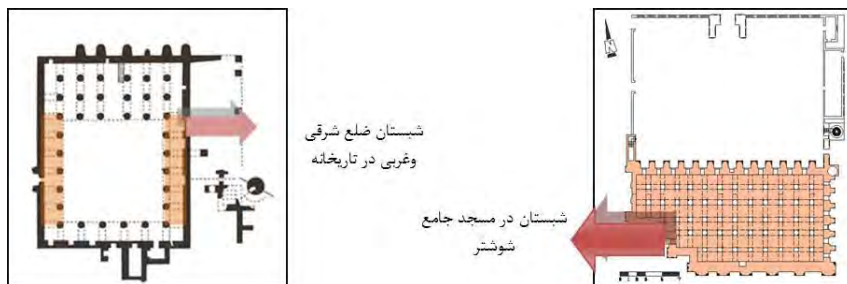 شبستان ضلع شرقی
وغربی در تاریخانه
شبستان در مسجد جامع
شوشتر